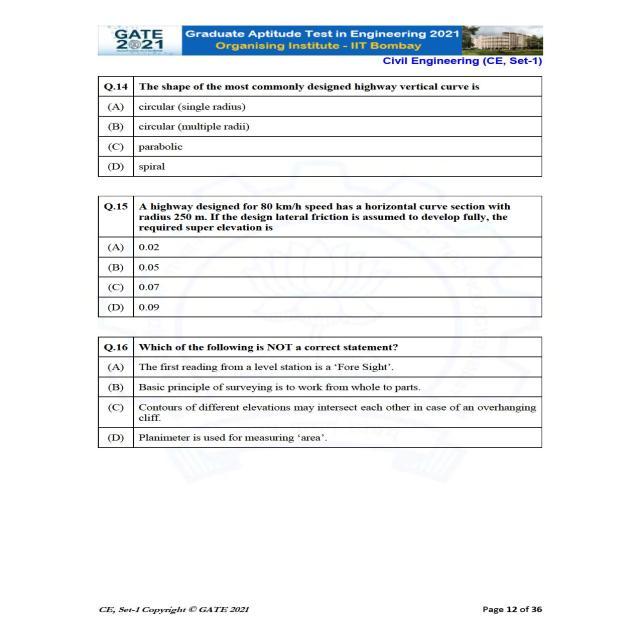 GATE
2021
Graduate Aptitude Test in Engineering 2021
Organising Institute - IIT Bombay
Civil Engineering (CE, Set-1)
Q.14 The shape of the most commonly designed highway vertical curve is
(A) circular (single radius)
(B) circular (multiple radii)
(C) parabolic
(D) spiral
Q.15 A highway designed for 80 km/h speed has a horizontal curve section with
radius 250 m. If the design lateral friction is assumed to develop fully, the
required super elevation is
(A) 0.02
(B) 0.05
(C) 0.07
(D) 0.09
Q.16 Which of the following is NOT a correct statement?
(A) The first reading from a level station is a ‘Fore Sight’.
(B) Basic principle of surveying is to work from whole to parts.
(C) Contours of different elevations may intersect each other in case of an overhanging
cliff.
(D) Planimeter is used for measuring ‘area’.
CE, Set-1 Copyright © GATE 2021
Page 12 of 36